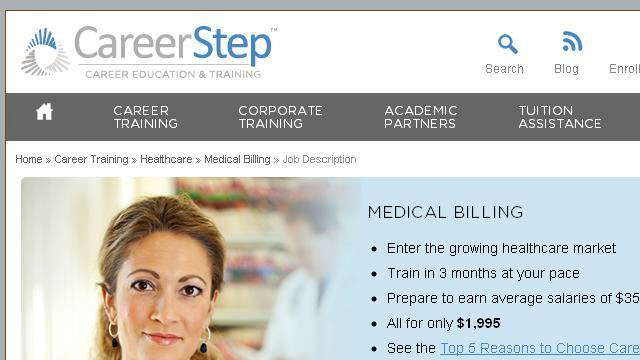 CareerStep™
CAREER EDUCATION & TRAINING
Search
Blog
Enroll
CAREER TRAINING
CORPORATE TRAINING
ACADEMIC PARTNERS
TUITION ASSISTANCE
Home » Career Training » Healthcare » Medical Billing » Job Description
MEDICAL BILLING
• Enter the growing healthcare market
• Train in 3 months at your pace
• Prepare to earn average salaries of $35
• All for only $1,995
• See the Top 5 Reasons to Choose Care